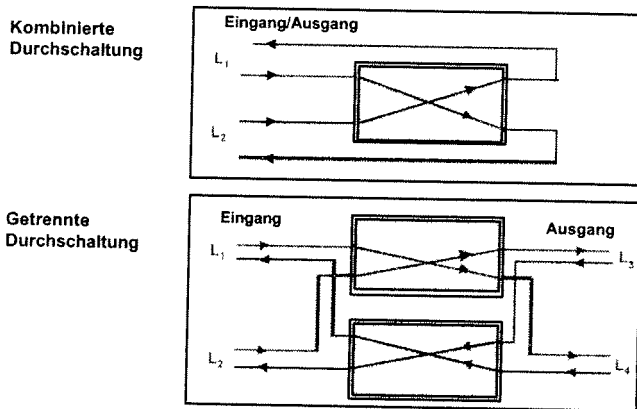 Kombinierte
Durchschaltung
Eingang/Ausgang
L1
L2
Getrennte
Durchschaltung
Eingang
Ausgang
L1
L3
L2
L4